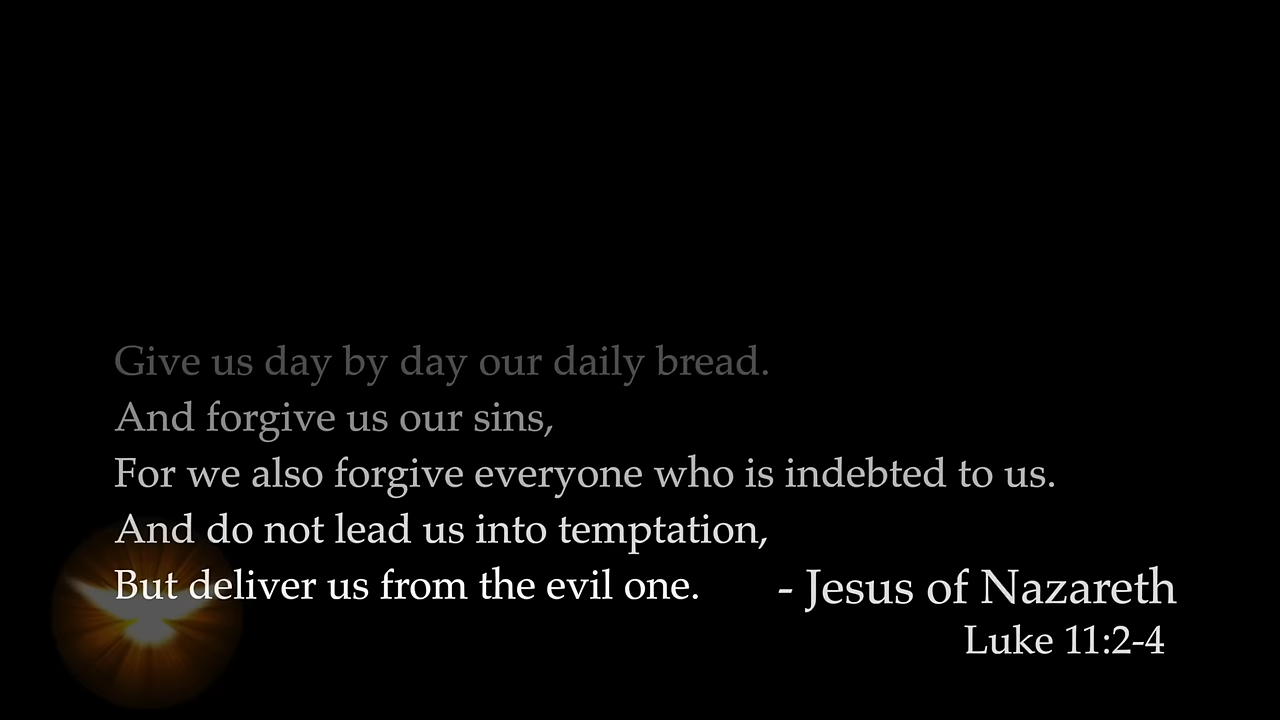 Give us day by day our daily bread.
And forgive us our sins,
For we also forgive everyone who is indebted to us.
And do not lead us into temptation,
But deliver us from the evil one.
- Jesus of Nazareth
Luke 11:2-4